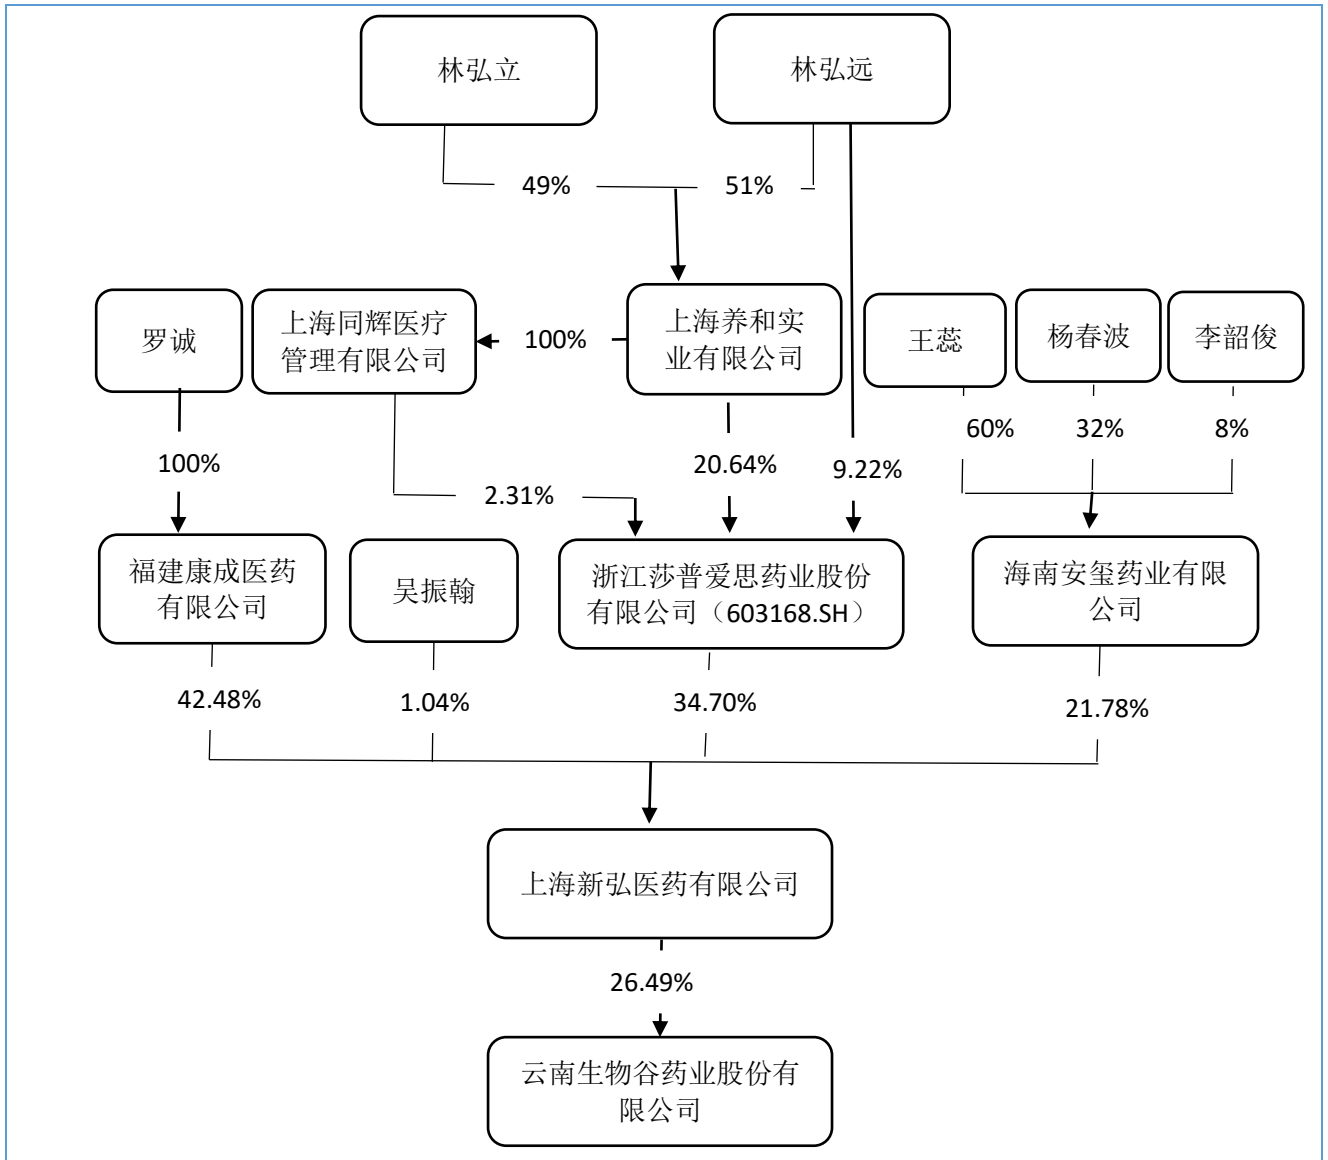 林弘立
林弘远
49%
51%
罗诚
上海同辉医疗
管理有限公司
100%
上海养和实
业有限公司
王蕊
杨春波
李韶俊
60%
32%
8%
100%
20.64%
9.22%
2.31%
福建康成医药
有限公司
吴振翰
浙江莎普爱思药业股份
有限公司（603168.SH）
海南安玺药业有限
公司
42.48%
1.04%
34.70%
21.78%
上海新弘医药有限公司
26.49%
云南生物谷药业股份有
限公司